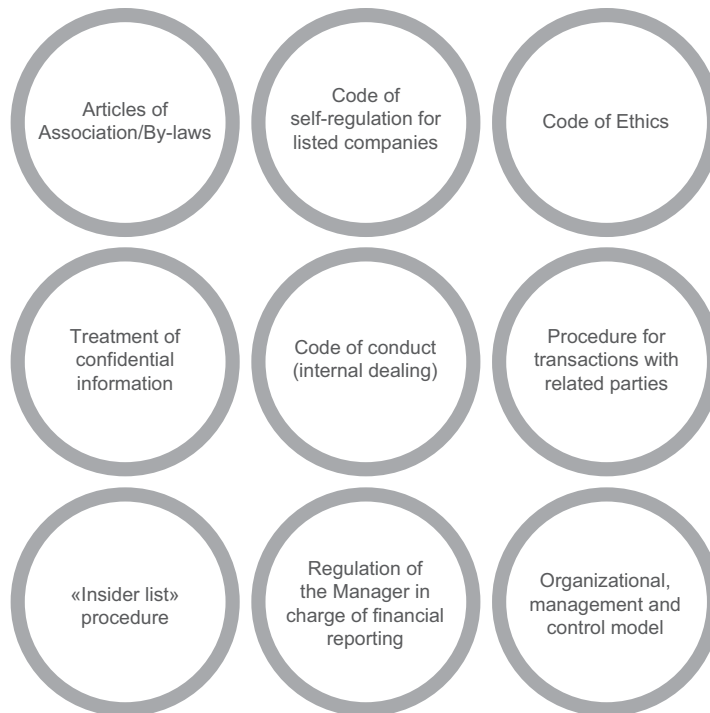 Articles of
Association/By-laws
Code of
self-regulation for
listed companies
Code of Ethics
Treatment of
confidential
information
Code of conduct
(internal dealing)
Procedure for
transactions with
related parties
«Insider list»
procedure
Regulation of
the Manager in
charge of financial
reporting
Organizational,
management and
control model